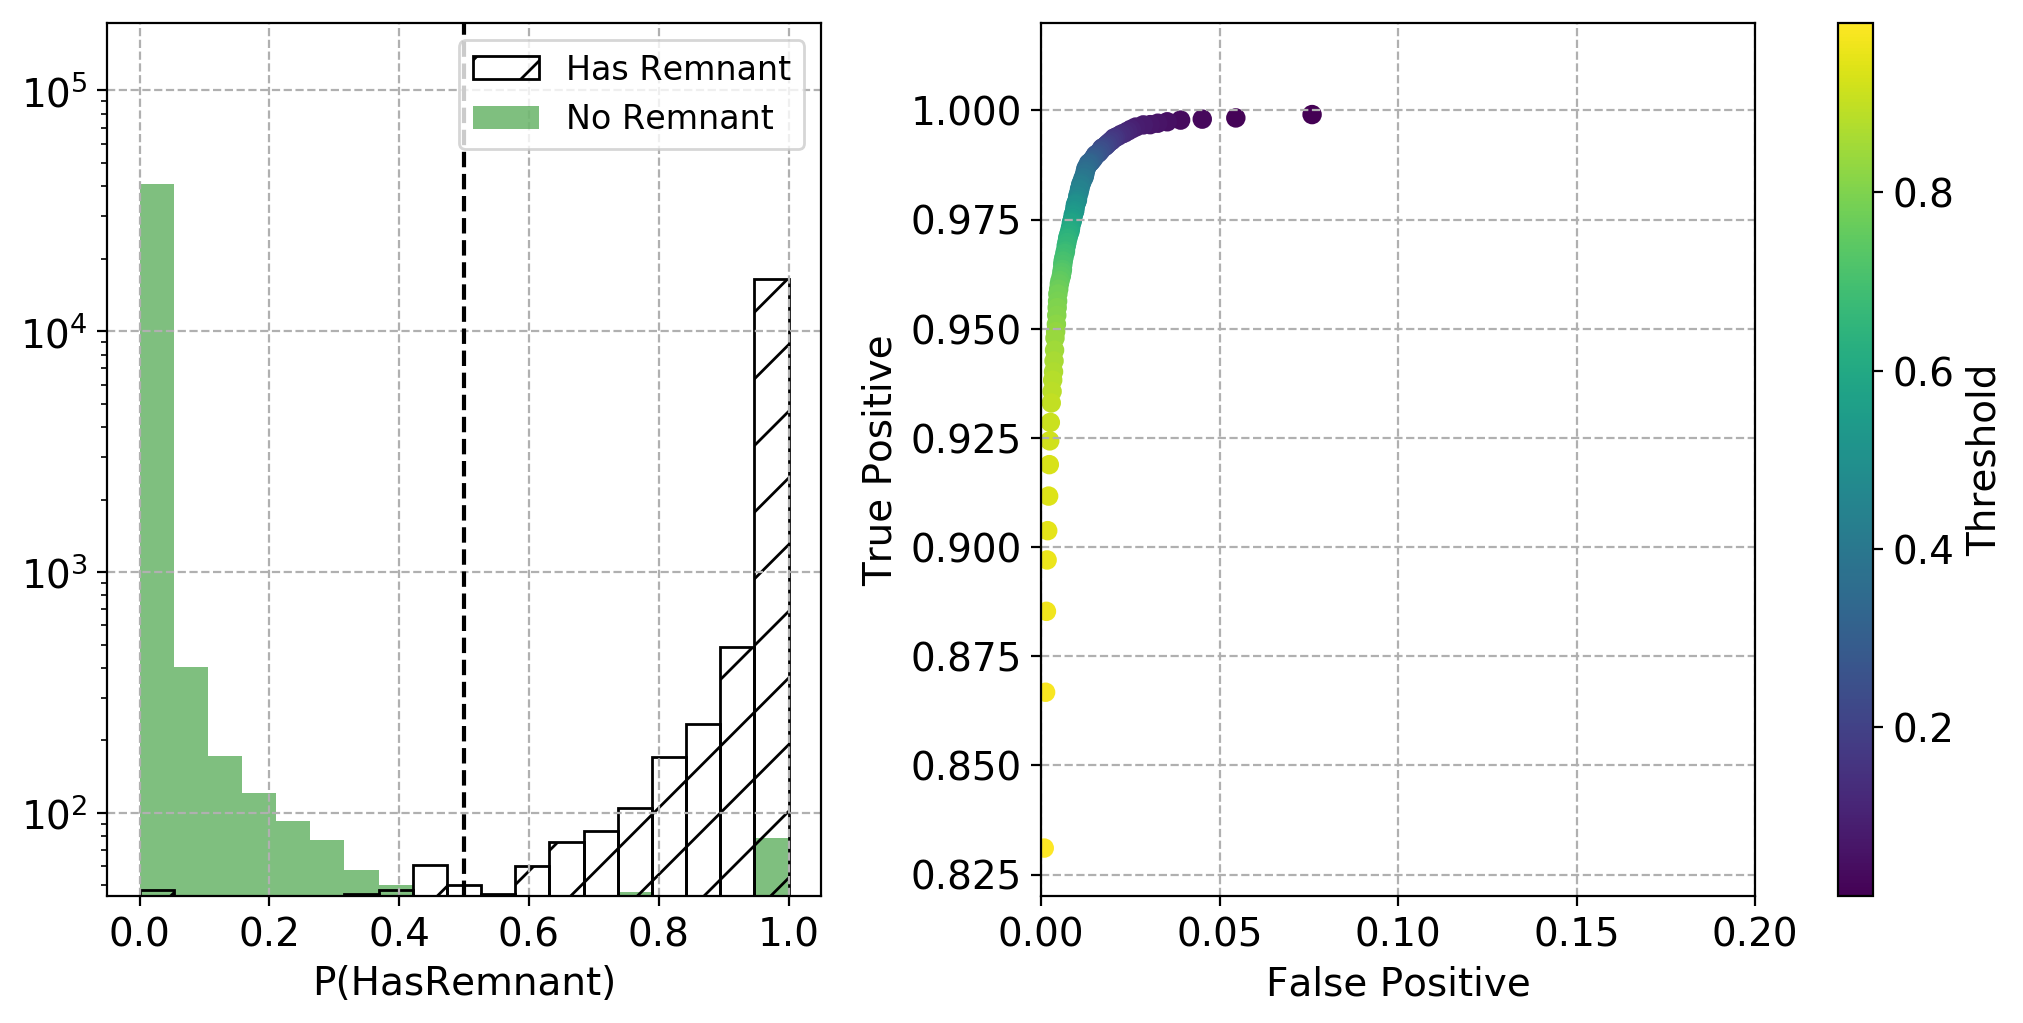 Has Remnant
No Remnant
10^5
10^4
10^3
10^2
0.0 0.2 0.4 0.6 0.8 1.0
P(HasRemnant)
True Positive
1.000
0.975
0.950
0.925
0.900
0.875
0.850
0.825
0.00 0.05 0.10 0.15 0.20
False Positive
0.8
0.6
0.4
0.2
Threshold